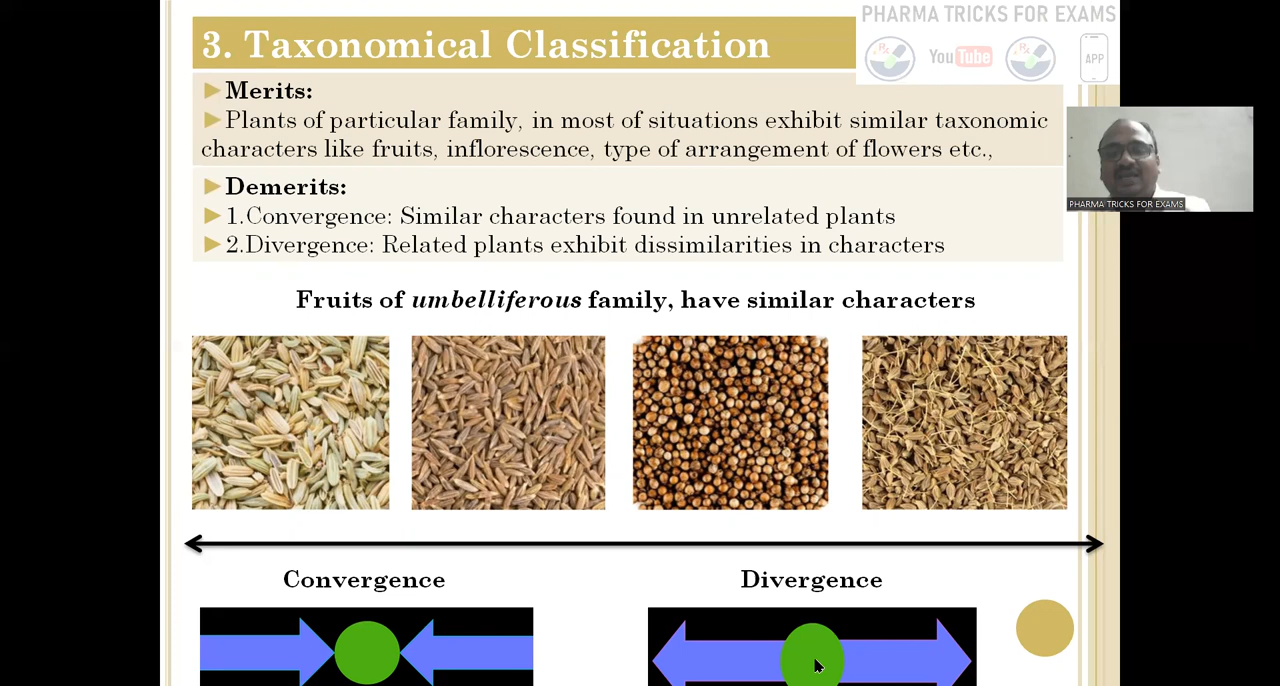 PHARMA TRICKS FOR EXAMS
3. Taxonomical Classification
YouTube
APP
Merits:
Plants of particular family, in most of situations exhibit similar taxonomic
characters like fruits, inflorescence, type of arrangement of flowers etc.,
PHARMA TRICKS FOR EXAMS
Demerits:
1.Convergence: Similar characters found in unrelated plants
2.Divergence: Related plants exhibit dissimilarities in characters
Fruits of umbelliferous family, have similar characters
Convergence
Divergence